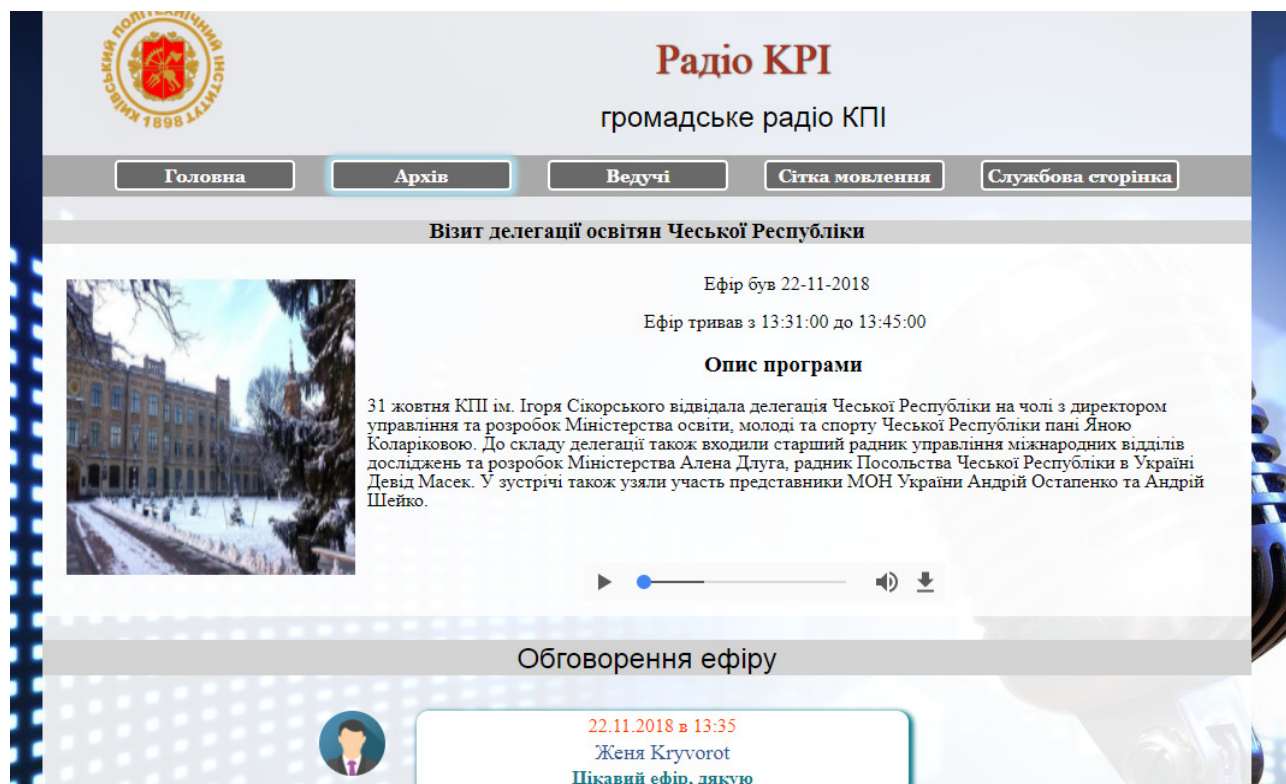 КИЇВСЬКИЙ ПОЛІТЕХНІЧНИЙ ІНСТИТУТ
1898
Радіо KPI
громадське радіо КПІ
Головна
Архів
Ведучі
Сітка мовлення
Службова сторінка
Візит делегації освітян Чеської Республіки
Ефір був 22-11-2018
Ефір тривав з 13:31:00 до 13:45:00
Опис програми
31 жовтня КПІ ім. Ігоря Сікорського відвідала делегація Чеської Республіки на чолі з директором
управління та розробок Міністерства освіти, молоді та спорту Чеської Республіки пані Яною
Коларіковою. До складу делегації також входили старший радник управління міжнародних відділів
досліджень та розробок Міністерства Алена Длуга, радник Посольства Чеської Республіки в Україні
Девід Масек. У зустрічі також узяли участь представники МОН України Андрій Остапенко та Андрій
Шейко.
Обговорення ефіру
22.11.2018 в 13:35
Женя Kryvorot
Цікавий ефір, дякую